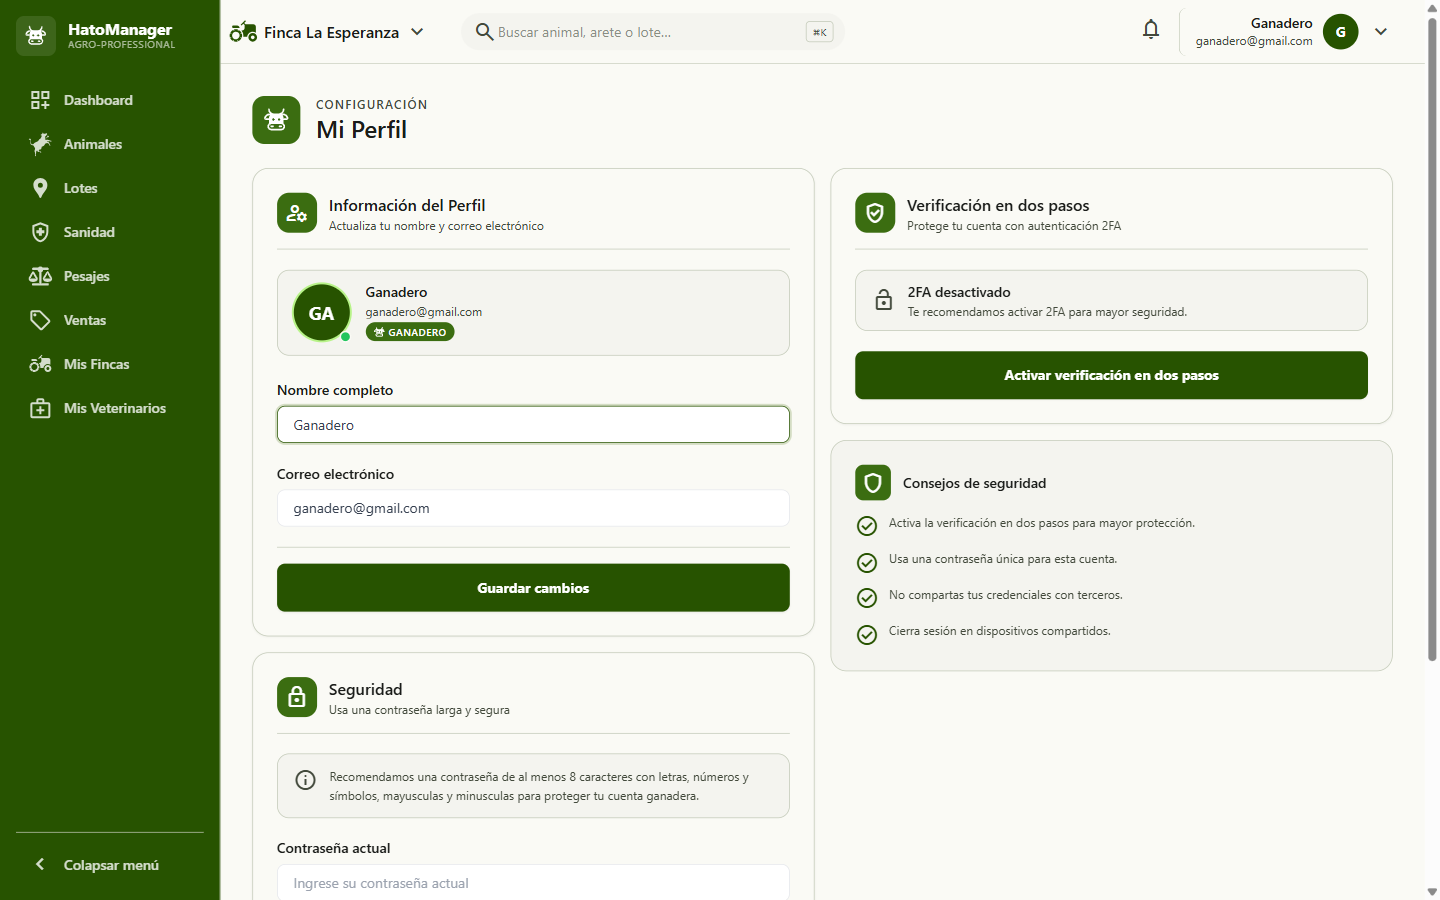 HatoManager
AGRO-PROFESSIONAL
Dashboard
Animales
Lotes
Sanidad
Pesajes
Ventas
Mis Fincas
Mis Veterinarios
Colapsar menú
Finca La Esperanza
Buscar animal, arete o lote...
⌘K
Ganadero
ganadero@gmail.com
G
CONFIGURACIÓN
Mi Perfil
Información del Perfil
Actualiza tu nombre y correo electrónico
GA
Ganadero
ganadero@gmail.com
GANADERO
Nombre completo
Ganadero
Correo electrónico
ganadero@gmail.com
Guardar cambios
Seguridad
Usa una contraseña larga y segura
Recomendamos una contraseña de al menos 8 caracteres con letras, números y
símbolos, mayusculas y minusculas para proteger tu cuenta ganadera.
Contraseña actual
Ingrese su contraseña actual
Verificación en dos pasos
Protege tu cuenta con autenticación 2FA
2FA desactivado
Te recomendamos activar 2FA para mayor seguridad.
Activar verificación en dos pasos
Consejos de seguridad
Activa la verificación en dos pasos para mayor protección.
Usa una contraseña única para esta cuenta.
No compartas tus credenciales con terceros.
Cierra sesión en dispositivos compartidos.